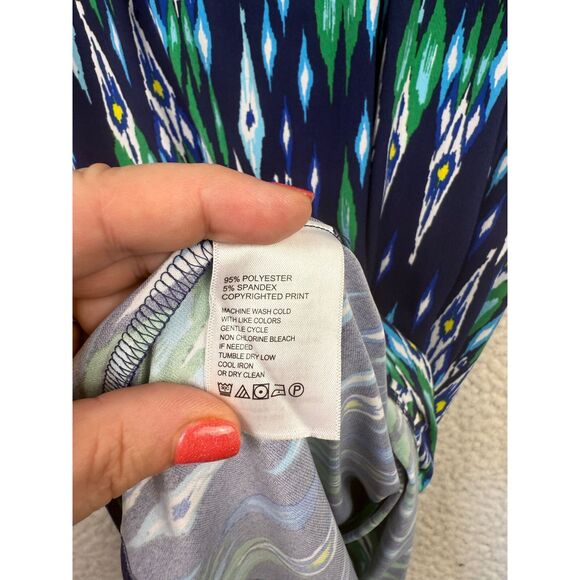 95% POLYESTER
5% SPANDEX
COPYRIGHTED PRINT
MACHINE WASH COLD
WITH LIKE COLORS
GENTLE CYCLE
NON CHLORINE BLEACH
IF NEEDED
TUMBLE DRY LOW
COOL IRON
OR DRY CLEAN
P